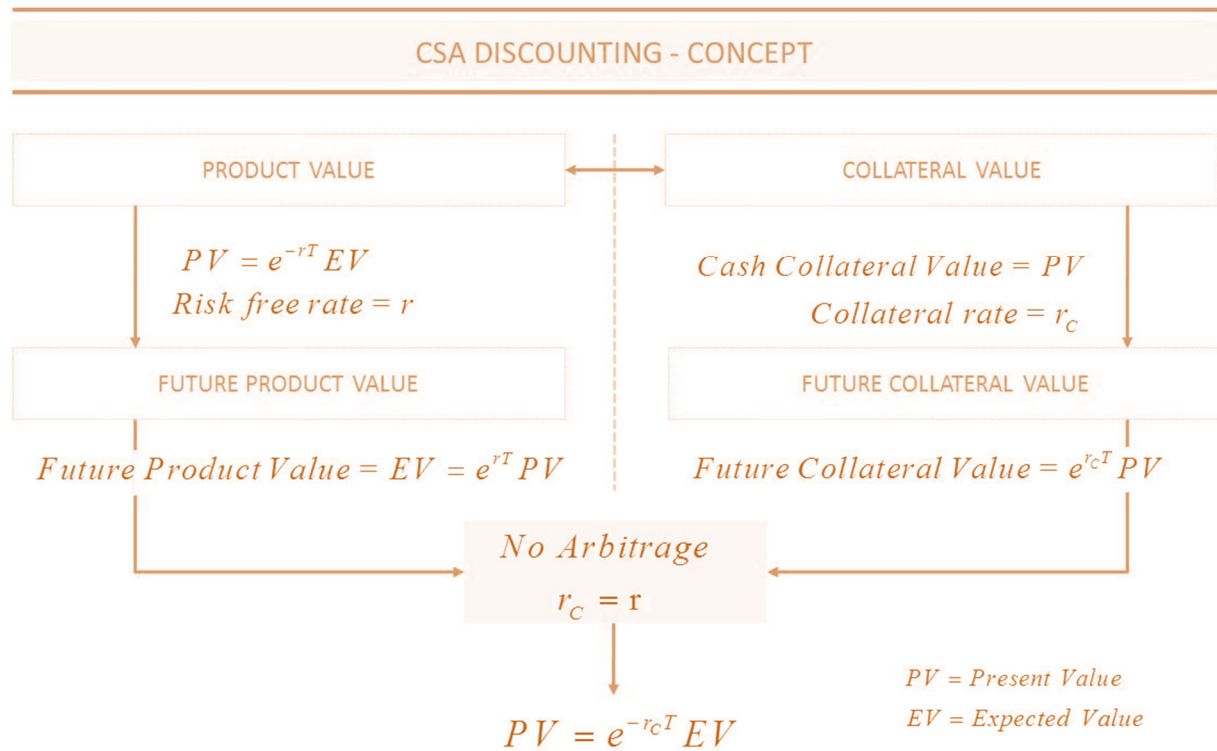 CSA DISCOUNTING - CONCEPT
PRODUCT VALUE
COLLATERAL VALUE
PV = e^{-rT} EV
Risk free rate = r
Cash Collateral Value = PV
Collateral rate = r_C
FUTURE PRODUCT VALUE
FUTURE COLLATERAL VALUE
Future Product Value = EV = e^{rT} PV
Future Collateral Value = e^{r_C T} PV
No Arbitrage
r_C = r
PV = Present Value
EV = Expected Value
PV = e^{-r_C T} EV